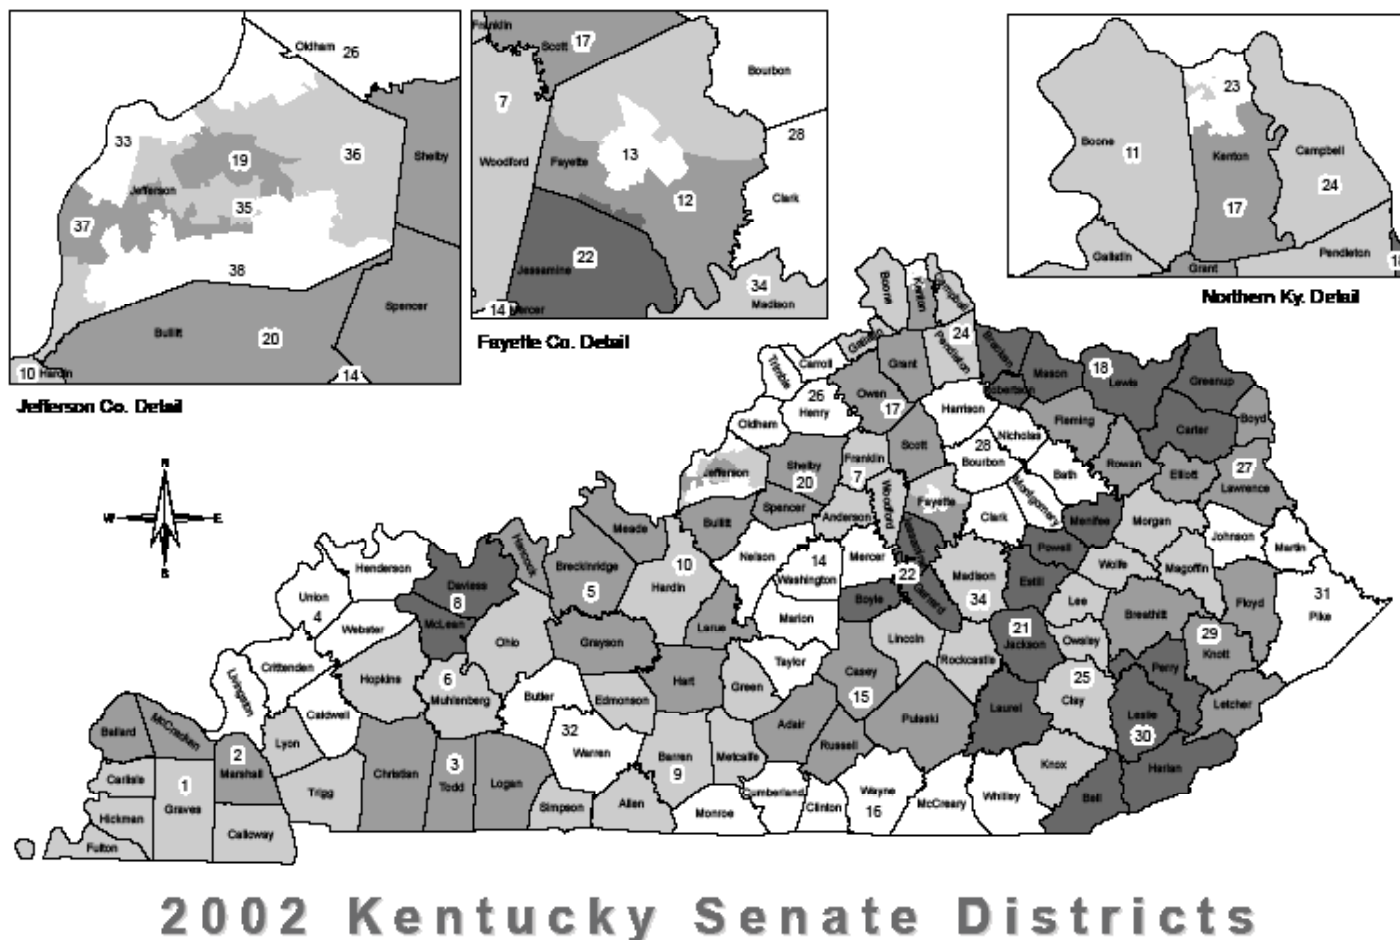 Oldham 26
33
19
36
Shelby
Jefferson
35
37
38
Spencer
Bullitt
20
10 Hardin
14
Jefferson Co. Detail
Franklin
Scott 17
Bourbon
7
28
Woodford
Fayette
13
Clark
12
Jessamine
22
34
Madison
14 Mercer
Fayette Co. Detail
23
Boone
11
Kenton
Campbell
24
17
Gallatin
Grant
Pendleton
18
Northern Ky. Detail
N
W E
S
Boone
Kenton
Campbell
24
Trimble
Carroll
Gallatin
Grant
Pendleton
Bracken
Mason
18
Lewis
Greenup
Robertson
26
Henry
Owen
17
Harrison
Oldham
Nicholas
Fleming
Carter
Boyd
Jefferson
Shelby
20
Franklin
7
Scott
28
Bourbon
Bath
Rowan
Elliott
27
Lawrence
Woodford
Fayette
Montgomery
Bullitt
Spencer
Anderson
Clark
Menifee
Morgan
Johnson
Martin
Meade
Hancock
Breckinridge
5
10
Hardin
Nelson
14
Washington
Mercer
Jessamine
22
Garrard
Madison
34
Powell
Estill
Wolfe
Magoffin
Henderson
Daviess
8
Union
4
Webster
McLean
Ohio
Grayson
Larue
Marion
Boyle
Lincoln
Lee
Breathitt
Floyd
31
Pike
21
Jackson
Owsley
29
Knott
Crittenden
Livingston
Hopkins
6
Muhlenberg
Butler
Edmonson
Hart
Green
Taylor
Casey
15
Rockcastle
25
Clay
Perry
Leslie
30
Letcher
Caldwell
Lyon
32
Warren
Barren
9
Metcalfe
Adair
Russell
Pulaski
Laurel
Knox
Harlan
Bell
Ballard
McCracken
2
Marshall
Carlisle
1
Graves
Hickman
Fulton
Calloway
Trigg
Christian
3
Todd
Logan
Simpson
Allen
Monroe
Cumberland
Clinton
Wayne
16
McCreary
Whitley
2002 Kentucky Senate Districts